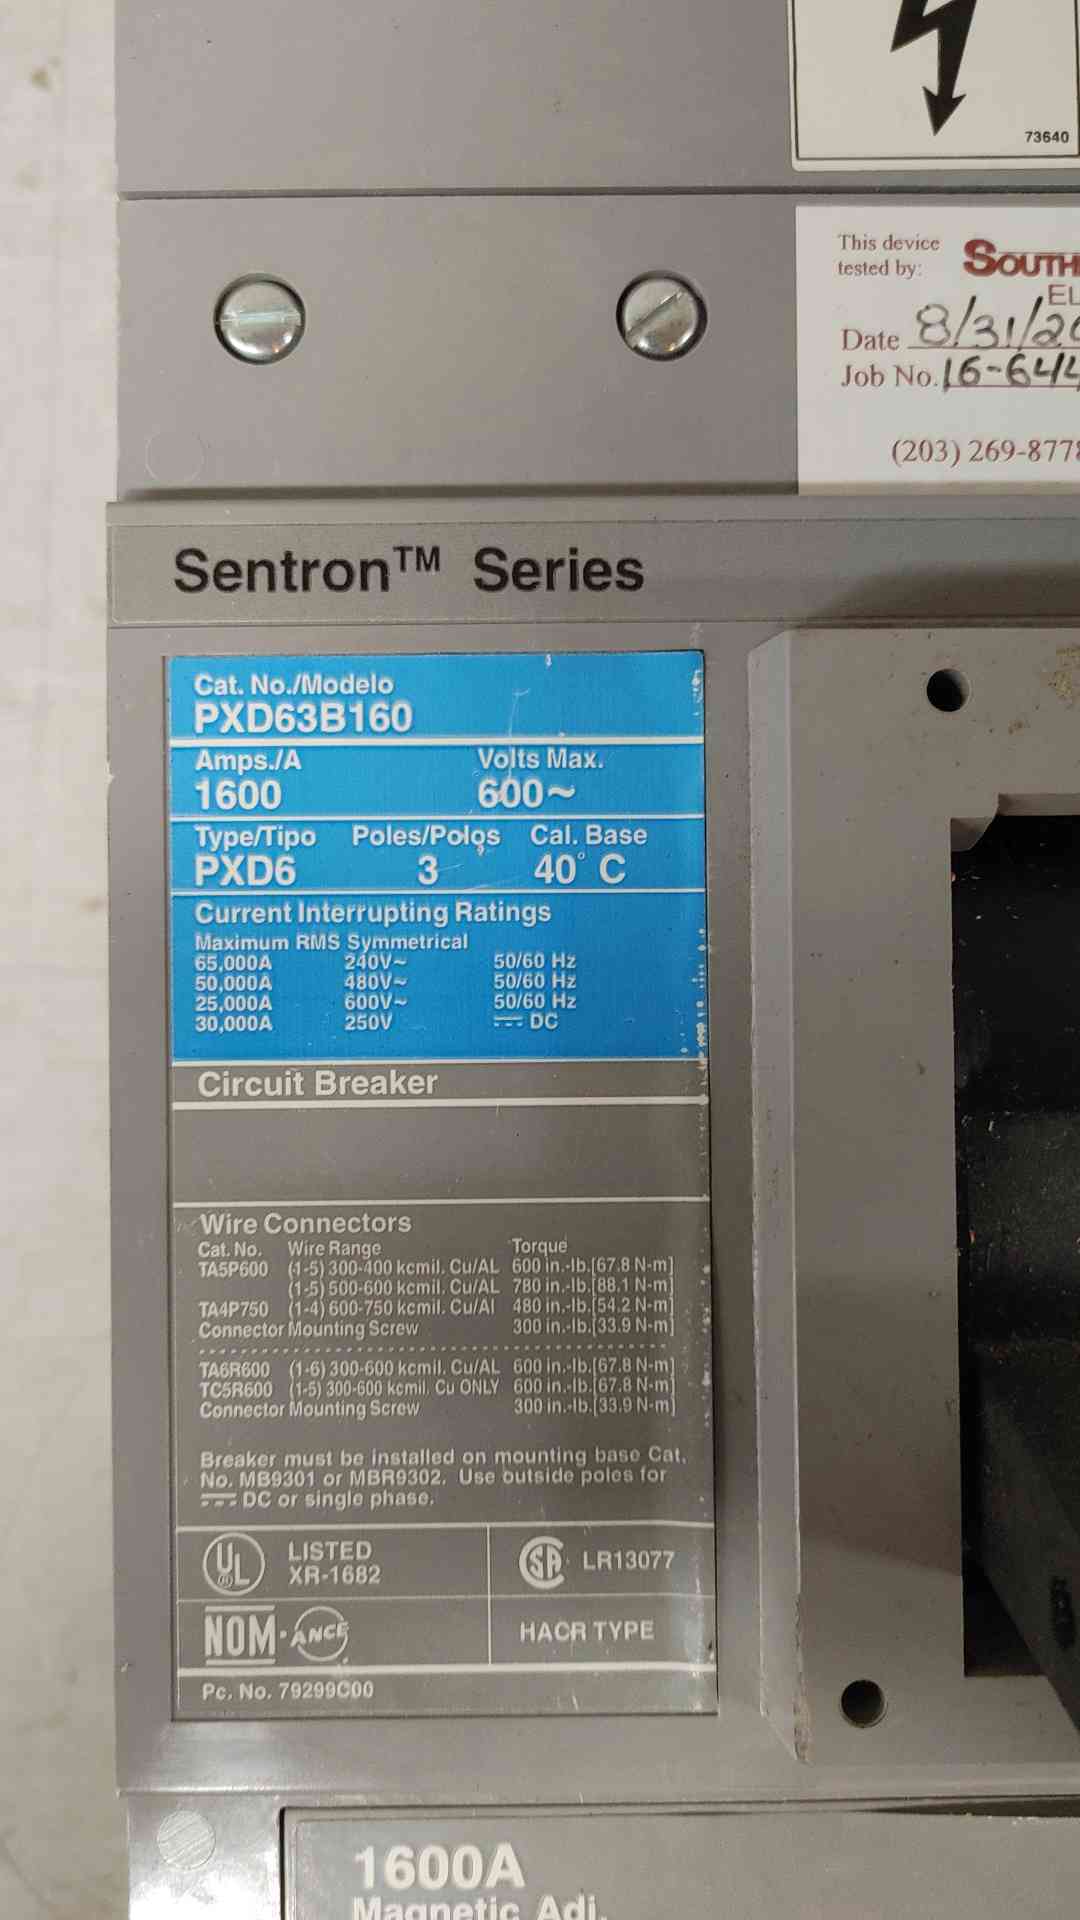 73640
This device
tested by:
SOUTH
EL
Date 8/31/20
Job No. 16-644
(203) 269-8778
Sentron™ Series
Cat. No./Modelo
PXD63B160
Amps./A Volts Max.
1600 600~
Type/Tipo Poles/Polos Cal. Base
PXD6 3 40° C
Current Interrupting Ratings
Maximum RMS Symmetrical
65,000A 240V~ 50/60 Hz
50,000A 480V~ 50/60 Hz
25,000A 600V~ 50/60 Hz
30,000A 250V ⎓ DC
Circuit Breaker
Wire Connectors
Cat. No. Wire Range Torque
TA5P600 (1-5) 300-400 kcmil. Cu/AL 600 in.-lb.[67.8 N-m]
(1-5) 500-600 kcmil. Cu/AL 780 in.-lb.[88.1 N-m]
TA4P750 (1-4) 600-750 kcmil. Cu/Al 480 in.-lb.[54.2 N-m]
Connector Mounting Screw 300 in.-lb.[33.9 N-m]
TA6R600 (1-6) 300-600 kcmil. Cu/AL 600 in.-lb.[67.8 N-m]
TC5R600 (1-5) 300-600 kcmil. Cu ONLY 600 in.-lb.[67.8 N-m]
Connector Mounting Screw 300 in.-lb.[33.9 N-m]
Breaker must be installed on mounting base Cat.
No. MB9301 or MBR9302. Use outside poles for
⎓ DC or single phase.
UL LISTED
XR-1682
SA LR13077
NOM-ANCE HACR TYPE
Pc. No. 79299C00
1600A
Magnetic Adj.